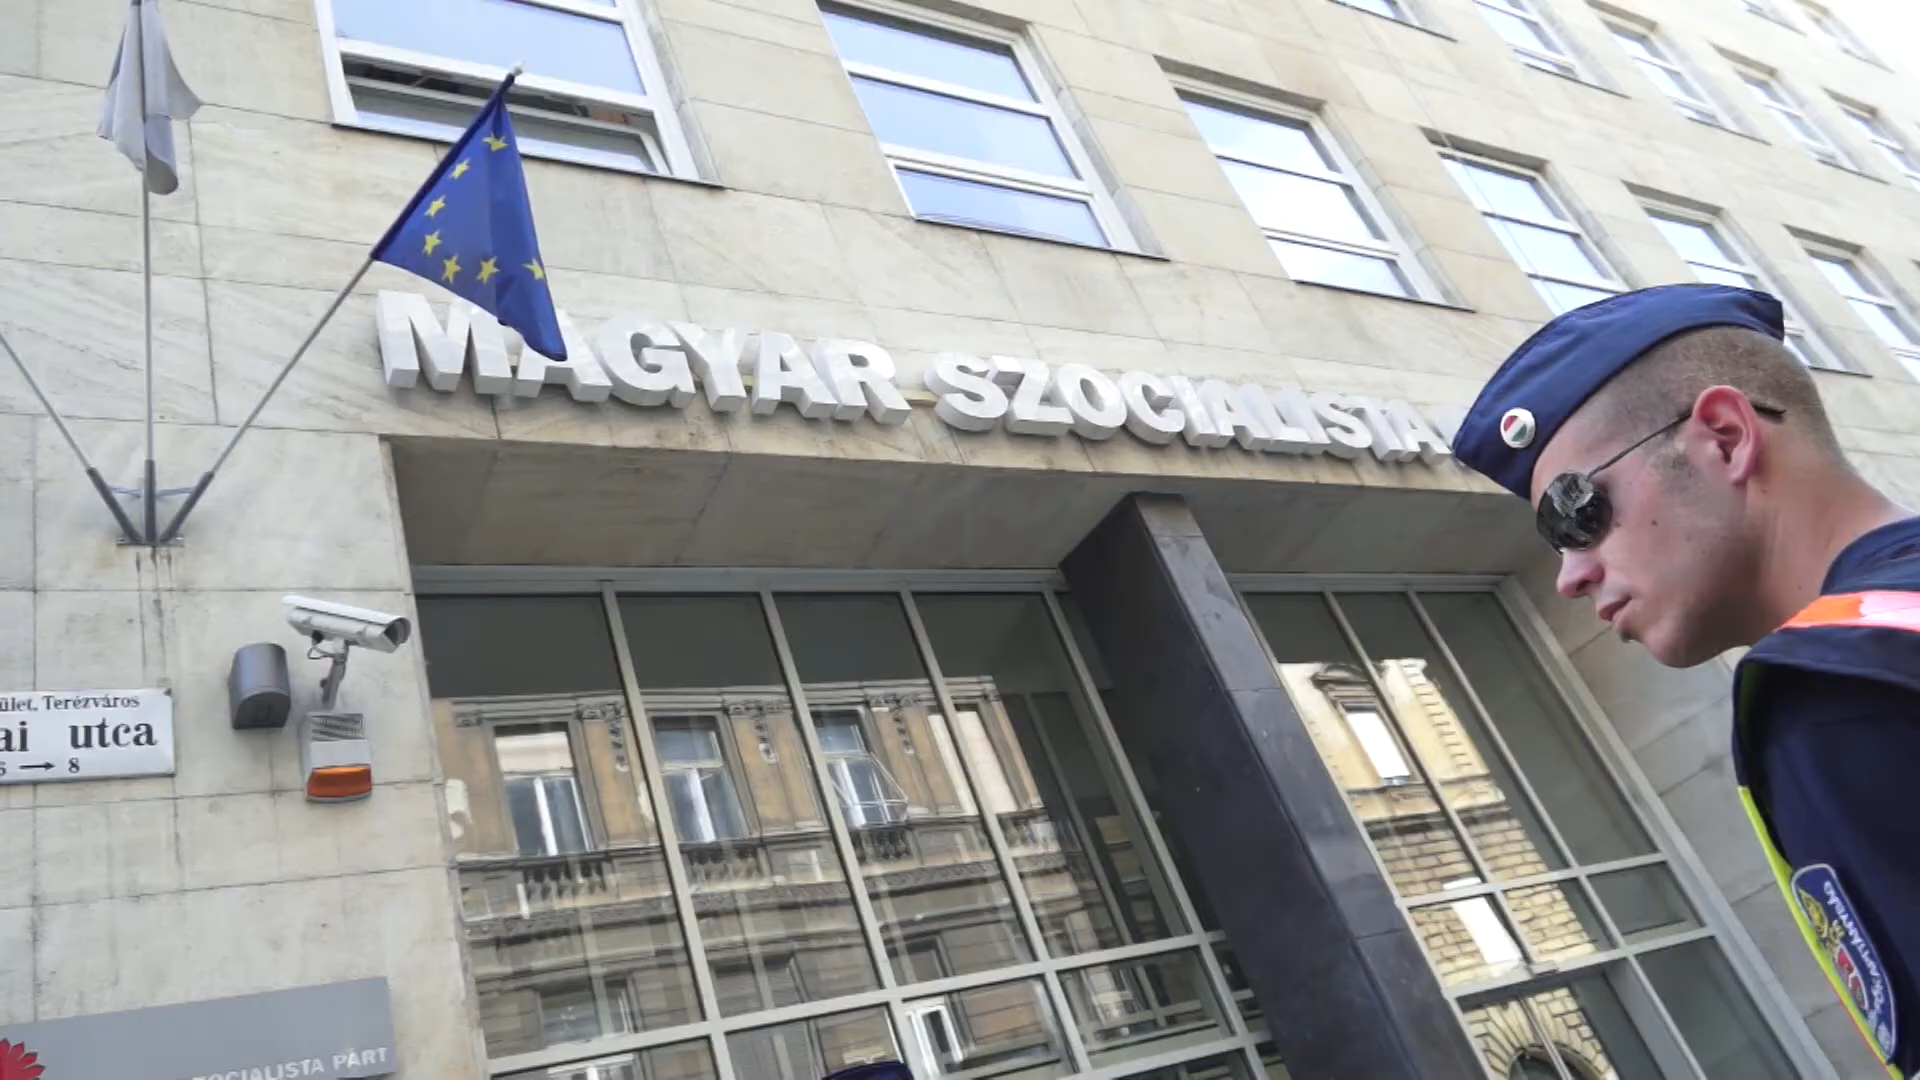 MAGYAR SZOCIALISTA
ület, Terézváros
ai utca
6 → 8
SZOCIALISTA PÁRT